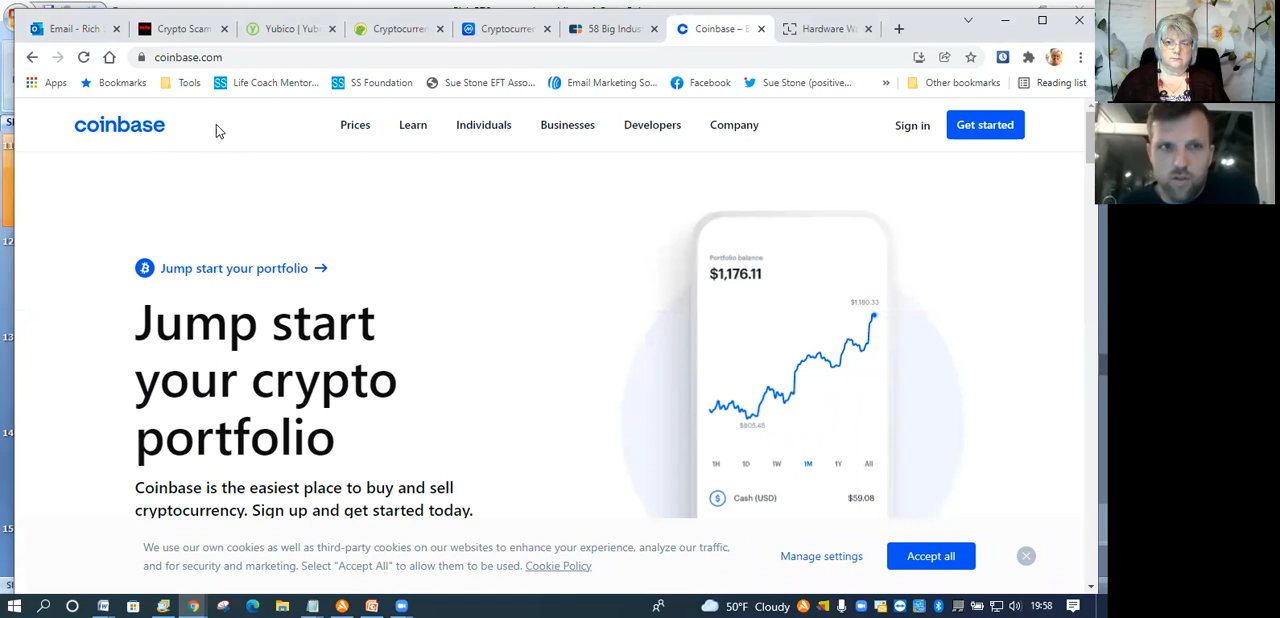 Email - Rich S
Crypto Scam
Yubico | Yub
Cryptocurre
Cryptocurre
58 Big Indus
Coinbase – B
Hardware W
coinbase.com
Apps
Bookmarks
Tools
Life Coach Mentor...
SS Foundation
Sue Stone EFT Asso...
Email Marketing So...
Facebook
Sue Stone (positive...
»
Other bookmarks
Reading list
coinbase
Prices
Learn
Individuals
Businesses
Developers
Company
Sign in
Get started
Jump start your portfolio →
Jump start
your crypto
portfolio
Coinbase is the easiest place to buy and sell
cryptocurrency. Sign up and get started today.
Portfolio balance
$1,176.11
$1,180.33
$805.45
1H 1D 1W 1M 1Y All
Cash (USD) $59.08
We use our own cookies as well as third-party cookies on our websites to enhance your experience, analyze our traffic,
and for security and marketing. Select "Accept All" to allow them to be used. Cookie Policy
Manage settings
Accept all
12
13
14
15
50°F Cloudy
19:58